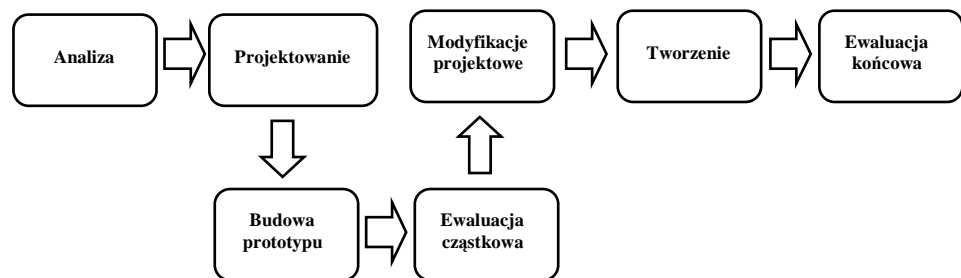 Analiza
Projektowanie
Budowa
prototypu
Ewaluacja
cząstkowa
Modyfikacje
projektowe
Tworzenie
Ewaluacja
końcowa